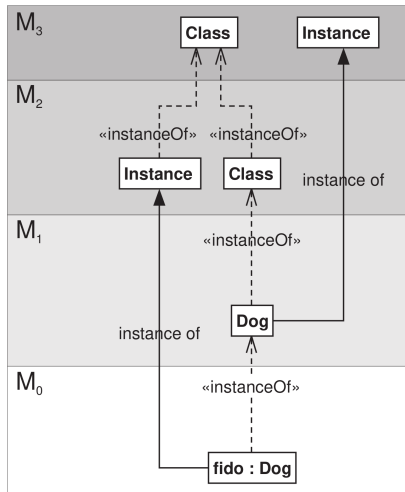 M3
Class
Instance
M2
«instanceOf»
«instanceOf»
Instance
Class
instance of
M1
«instanceOf»
Dog
instance of
M0
«instanceOf»
fido : Dog